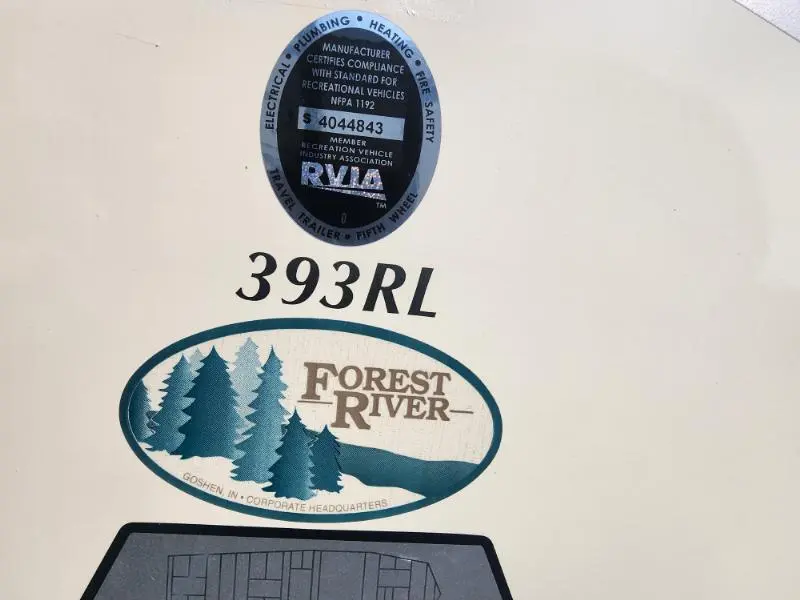 ELECTRICAL • PLUMBING • HEATING • FIRE SAFETY
MANUFACTURER
CERTIFIES COMPLIANCE
WITH STANDARD FOR
RECREATIONAL VEHICLES
NFPA 1192
S 4044843
MEMBER
RECREATION VEHICLE
INDUSTRY ASSOCIATION
RVIA
TM
0
TRAVEL TRAILER • FIFTH WHEEL
393RL
FOREST
RIVER
GOSHEN, IN • CORPORATE HEADQUARTERS